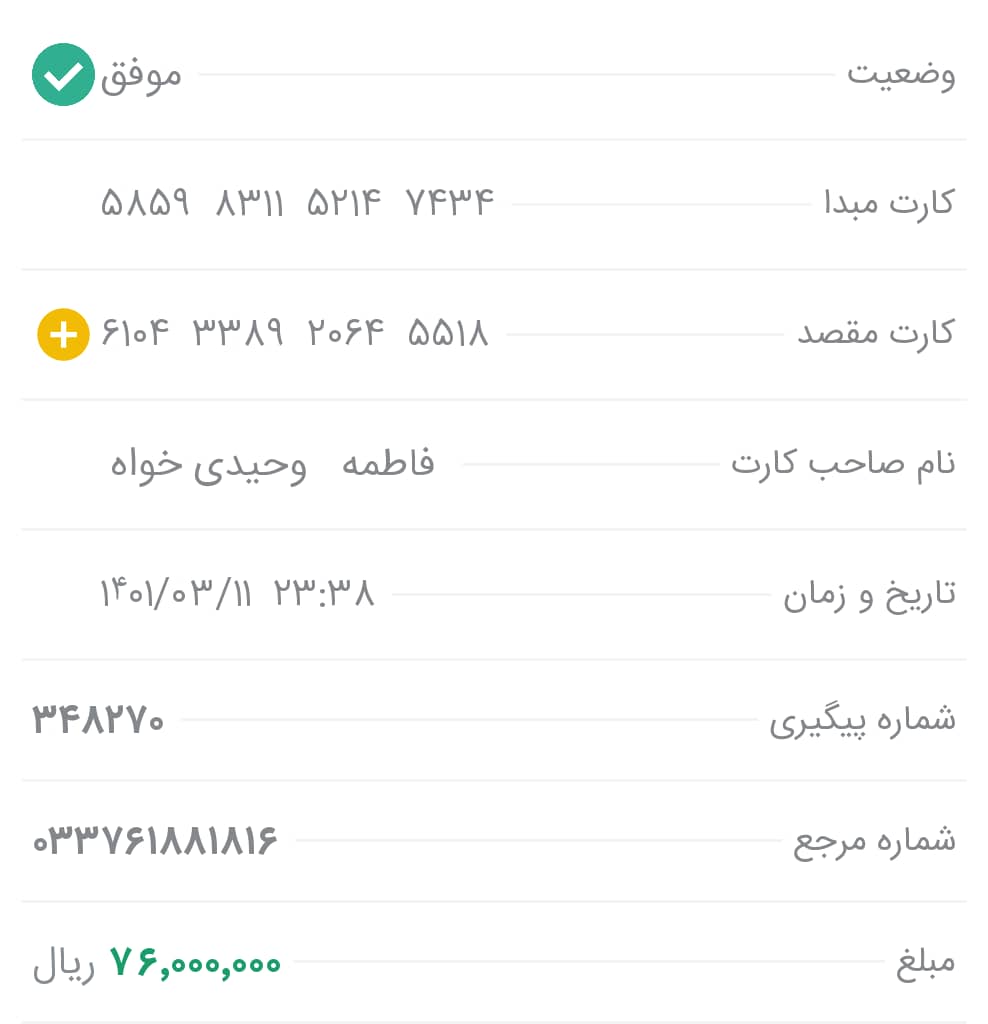 وضعیت موفق
کارت مبدا ۵۸۵۹ ۸۳۱۱ ۵۲۱۴ ۷۴۳۴
کارت مقصد ۶۱۰۴ ۳۳۸۹ ۲۰۶۴ ۵۵۱۸
نام صاحب کارت فاطمه وحیدی خواه
تاریخ و زمان ۱۴۰۱/۰۳/۱۱ ۲۳:۳۸
شماره پیگیری ۳۴۸۲۷۰
شماره مرجع ۰۳۳۷۶۱۸۸۱۸۱۶
مبلغ ۷۶,۰۰۰,۰۰۰ ریال